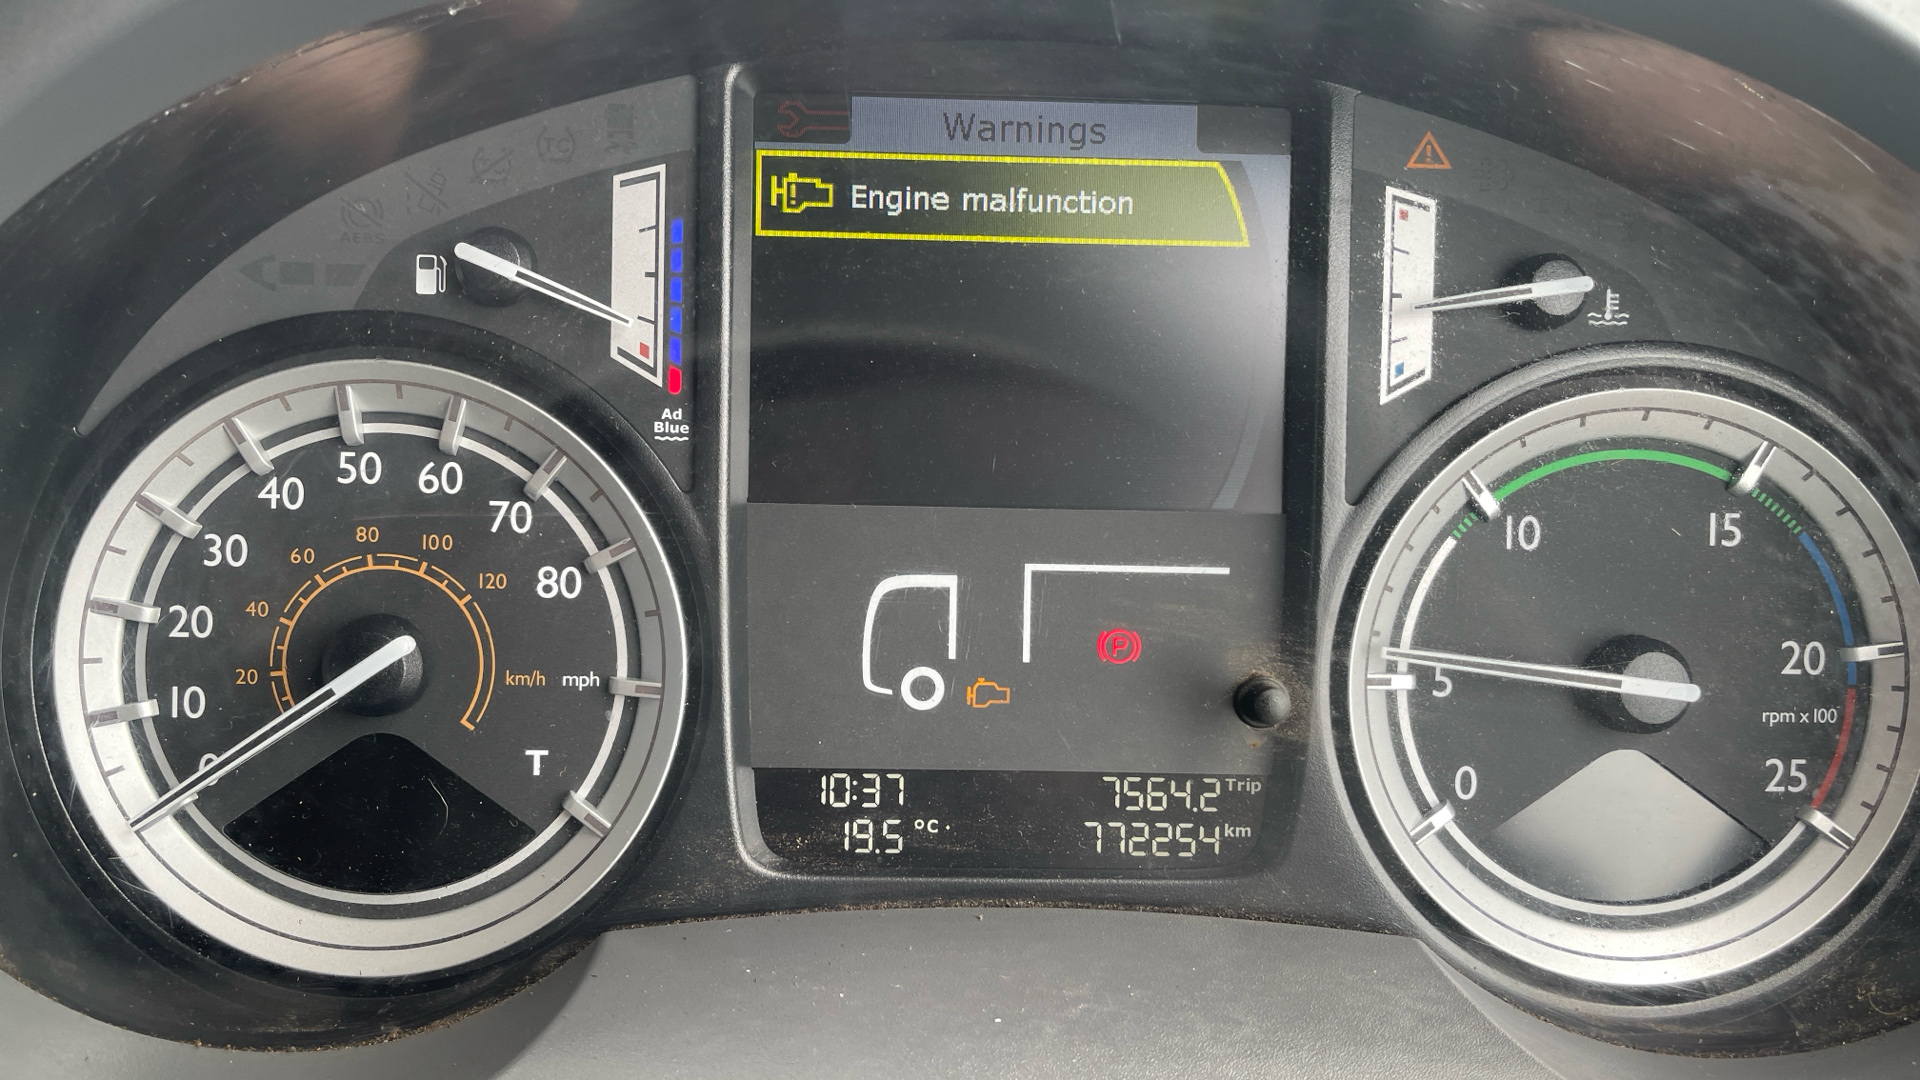 Warnings
Engine malfunction
TC
AEBS
Ad
Blue
0
10
20
30
40
50
60
70
80
20
40
60
80
100
120
km/h mph
T
P
10:37
7564.2 Trip
19.5 °C
772254 km
0
5
10
15
20
25
rpm x 100